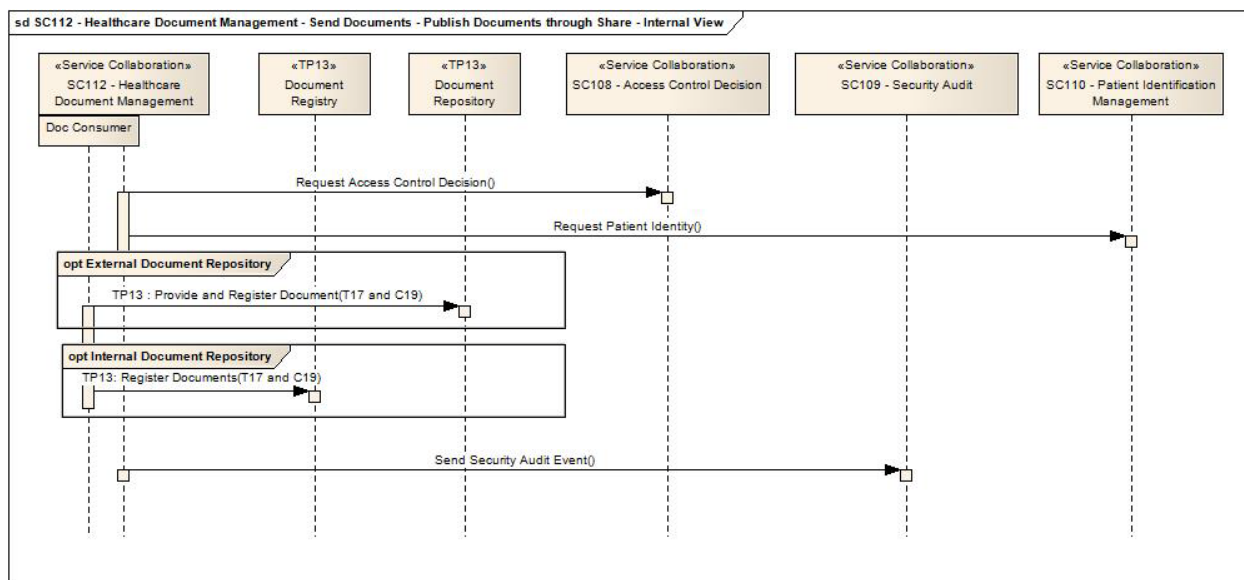 sd SC112 - Healthcare Document Management - Send Documents - Publish Documents through Share - Internal View
«Service Collaboration»
SC112 - Healthcare
Document Management
«TP13»
Document
Registry
«TP13»
Document
Repository
«Service Collaboration»
SC108 - Access Control Decision
«Service Collaboration»
SC109 - Security Audit
«Service Collaboration»
SC110 - Patient Identification
Management
Doc Consumer
Request Access Control Decision()
Request Patient Identity()
opt External Document Repository
TP13 : Provide and Register Document(T17 and C19)
opt Internal Document Repository
TP13: Register Documents(T17 and C19)
Send Security Audit Event()